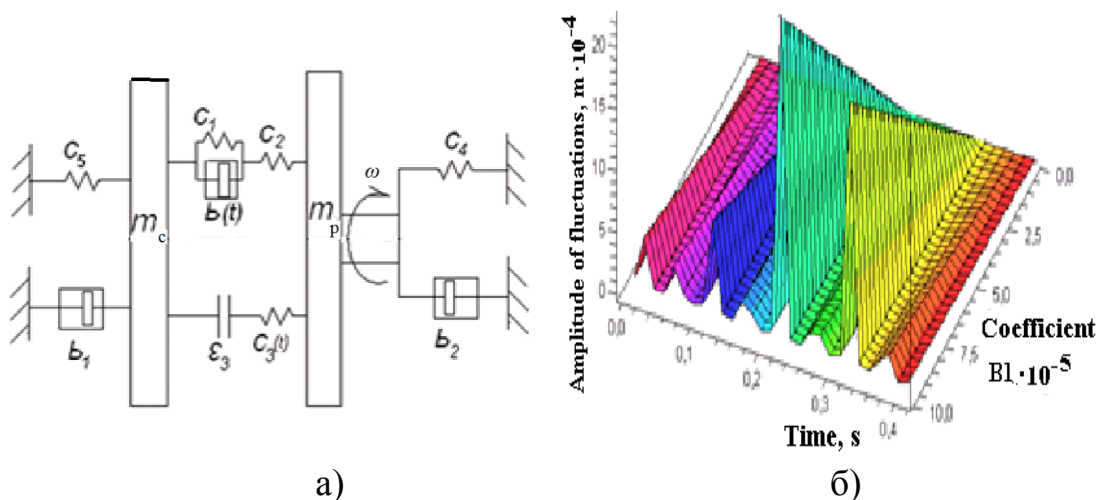 C₅
C₁
C₂
C₄
ω
b(t)
m_c
m_p
b₁
ε₃
C₃(t)
b₂
а)
Amplitude of fluctuations, m ·10⁻⁴
20
15
10
5
0
0,0
0,1
0,2
0,3
0,4
Time, s
0,0
2,5
5,0
7,5
10,0
Coefficient
B1.·10⁻⁵
б)